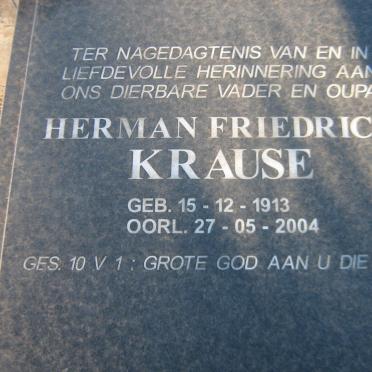 TER NAGEDAGTENIS VAN EN IN
LIEFDEVOLLE HERINNERING AAN
ONS DIERBARE VADER EN OUPA
HERMAN FRIEDRIC
KRAUSE
GEB. 15 - 12 - 1913
OORL. 27 - 05 - 2004
GES. 10 V 1 : GROTE GOD AAN U DIE